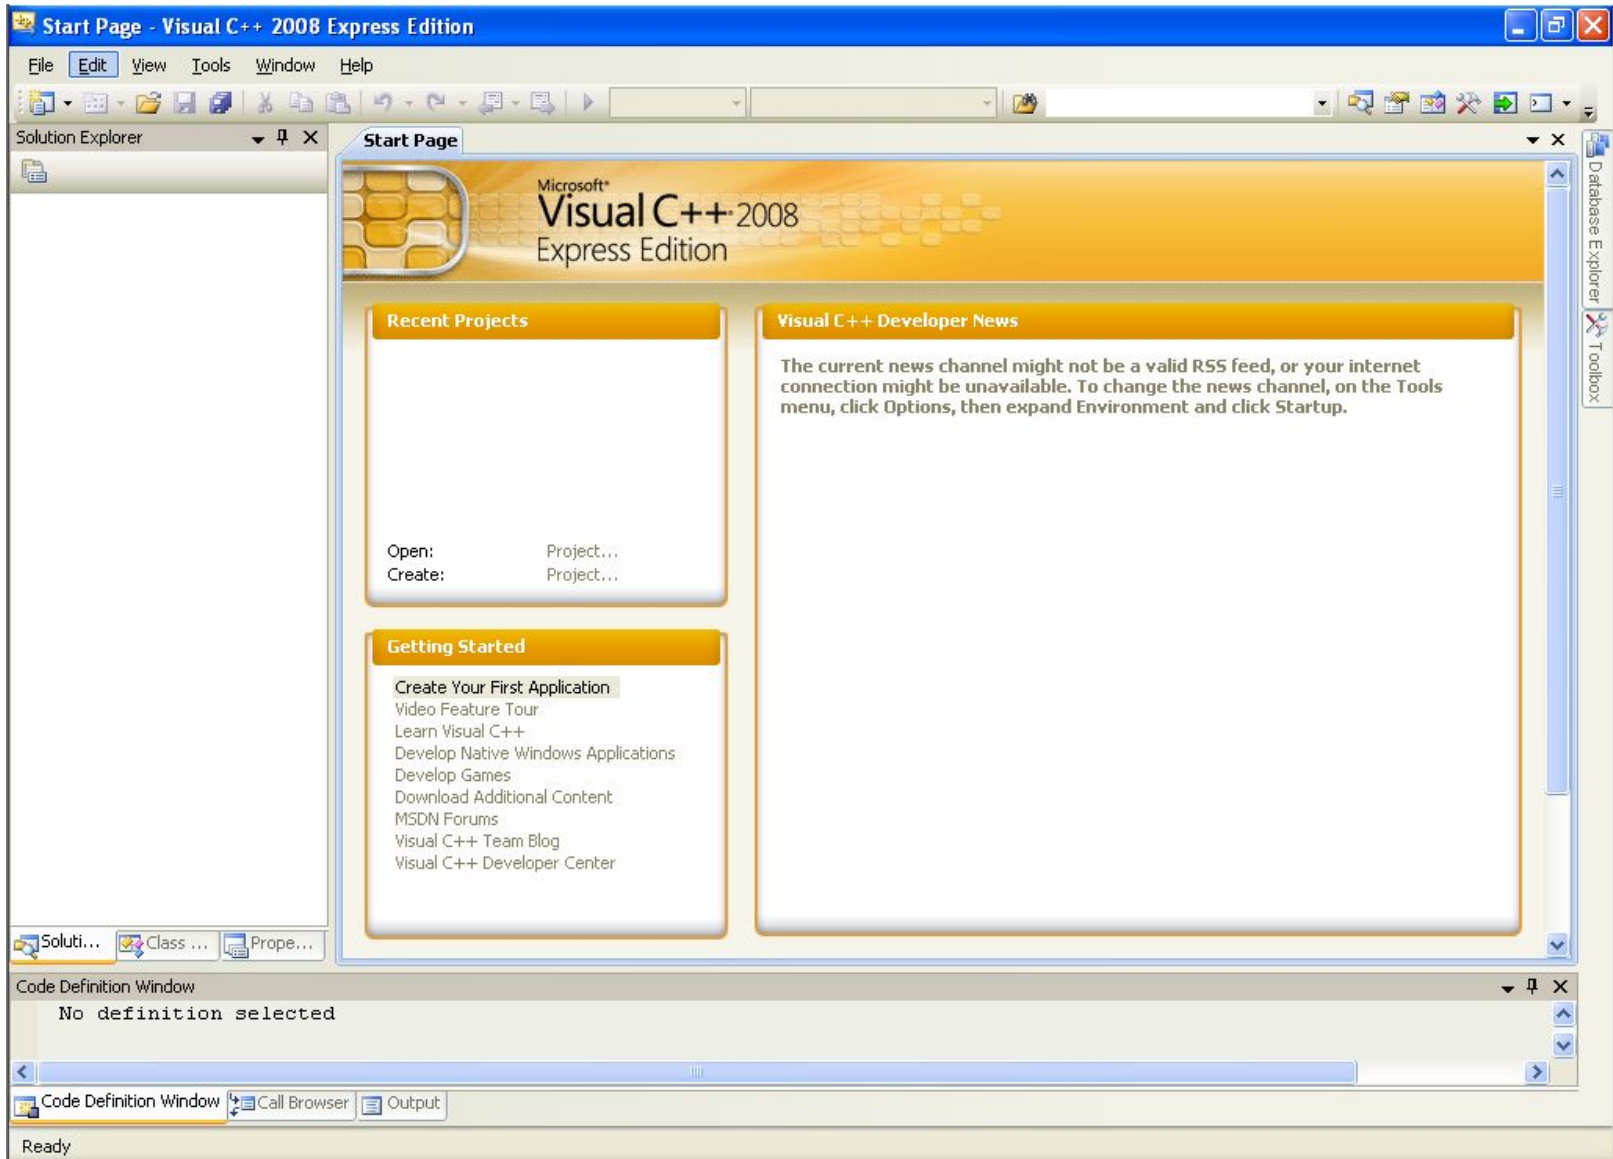 Start Page - Visual C++ 2008 Express Edition
File Edit View Tools Window Help
Solution Explorer
Start Page
Microsoft®
Visual C++ 2008
Express Edition
Recent Projects
Open: Project...
Create: Project...
Getting Started
Create Your First Application
Video Feature Tour
Learn Visual C++
Develop Native Windows Applications
Develop Games
Download Additional Content
MSDN Forums
Visual C++ Team Blog
Visual C++ Developer Center
Visual C++ Developer News
The current news channel might not be a valid RSS feed, or your internet
connection might be unavailable. To change the news channel, on the Tools
menu, click Options, then expand Environment and click Startup.
Database Explorer
Toolbox
Soluti... Class ... Prope...
Code Definition Window
No definition selected
Code Definition Window Call Browser Output
Ready